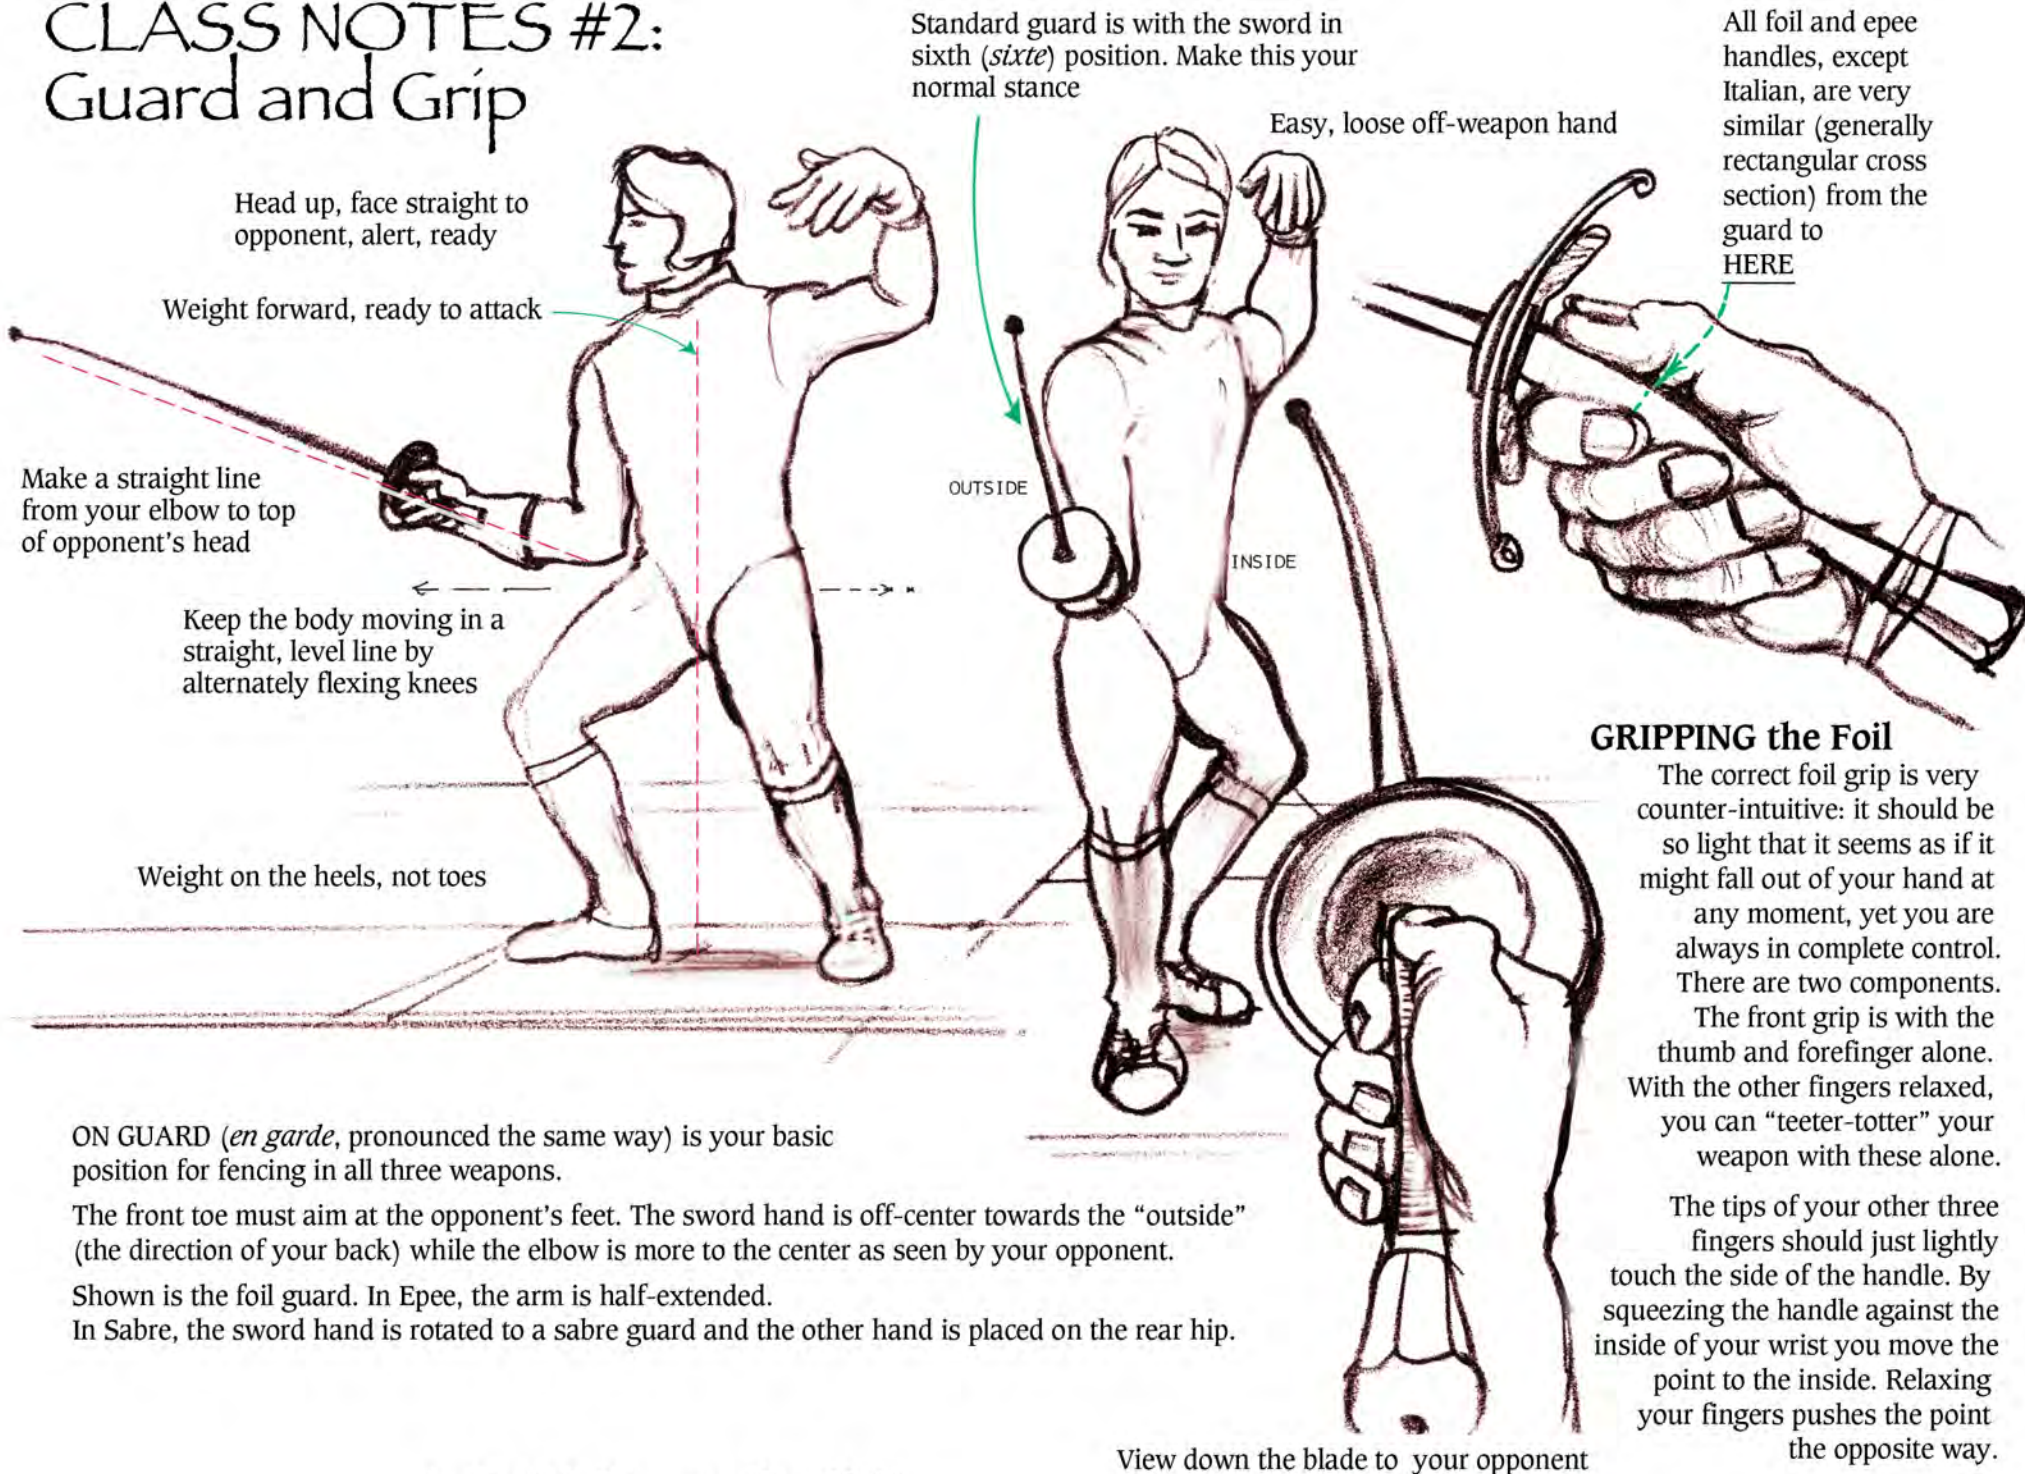 CLASS NOTES #2:
Guard and Grip
Standard guard is with the sword in
sixth (sixte) position. Make this your
normal stance
Easy, loose off-weapon hand
All foil and epee
handles, except
Italian, are very
similar (generally
rectangular cross
section) from the
guard to
HERE
Head up, face straight to
opponent, alert, ready
Weight forward, ready to attack
Make a straight line
from your elbow to top
of opponent's head
OUTSIDE
INSIDE
Keep the body moving in a
straight, level line by
alternately flexing knees
Weight on the heels, not toes
ON GUARD (en garde, pronounced the same way) is your basic
position for fencing in all three weapons.
The front toe must aim at the opponent's feet. The sword hand is off-center towards the “outside”
(the direction of your back) while the elbow is more to the center as seen by your opponent.
Shown is the foil guard. In Epee, the arm is half-extended.
In Sabre, the sword hand is rotated to a sabre guard and the other hand is placed on the rear hip.
GRIPPING the Foil
The correct foil grip is very
counter-intuitive: it should be
so light that it seems as if it
might fall out of your hand at
any moment, yet you are
always in complete control.
There are two components.
The front grip is with the
thumb and forefinger alone.
With the other fingers relaxed,
you can “teeter-totter” your
weapon with these alone.
The tips of your other three
fingers should just lightly
touch the side of the handle. By
squeezing the handle against the
inside of your wrist you move the
point to the inside. Relaxing
your fingers pushes the point
the opposite way.
View down the blade to your opponent